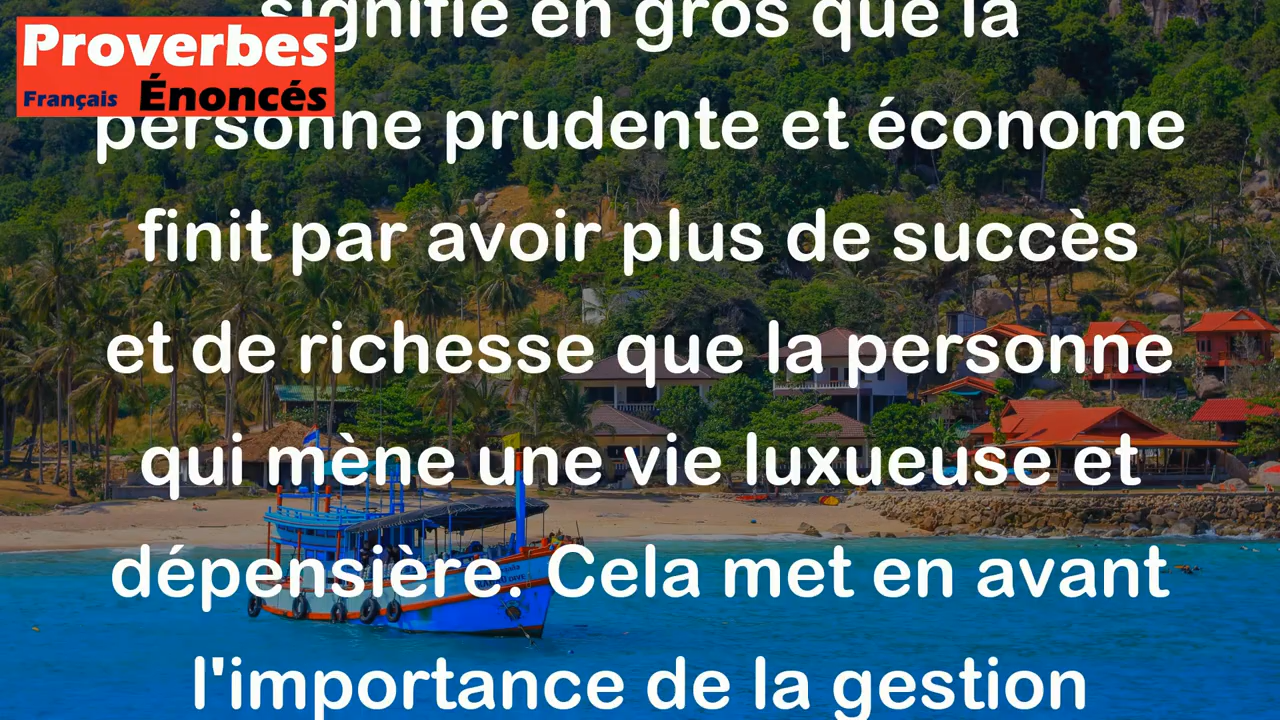 signifie en gros que la
Proverbes
Français Énoncés
personne prudente et économe
finit par avoir plus de succès
et de richesse que la personne
qui mène une vie luxueuse et
dépensière. Cela met en avant
l'importance de la gestion